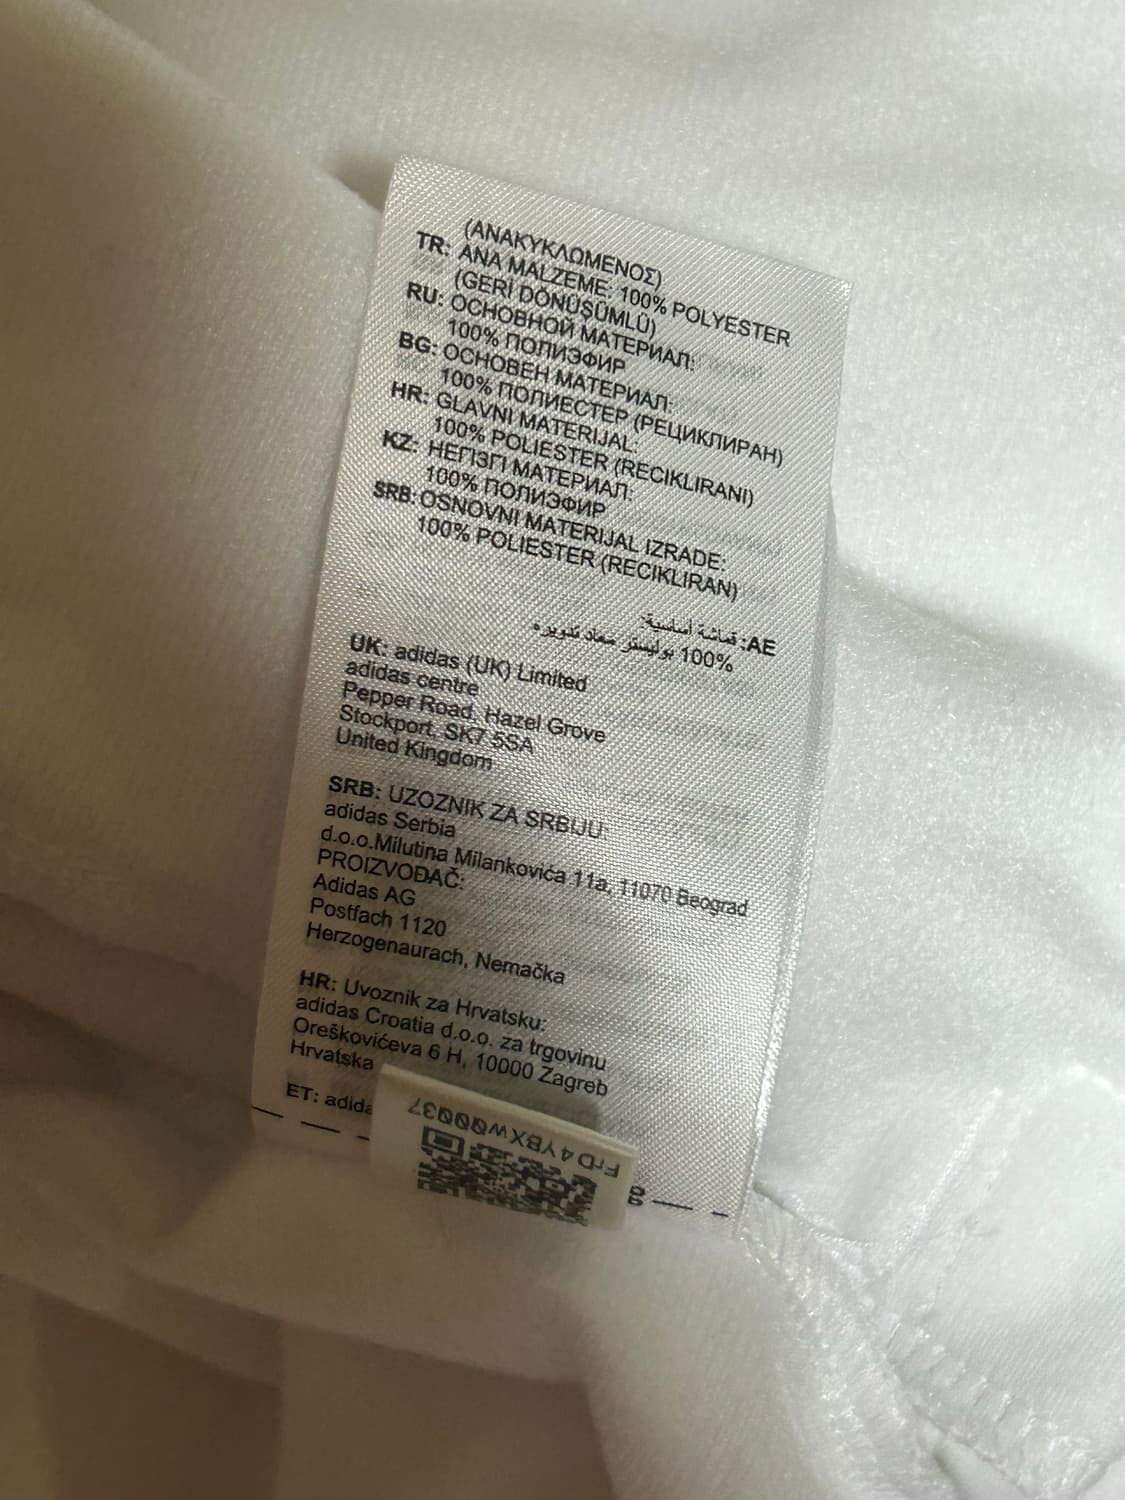 (ΑΝΑΚΥΚΛΩΜΕΝΟΣ)
TR: ANA MALZEME: 100% POLYESTER
(GERİ DÖNÜŞÜMLÜ)
RU: ОСНОВНОЙ МАТЕРИАЛ:
100% ПОЛИЭФИР
BG: ОСНОВЕН МАТЕРИАЛ:
100% ПОЛИЕСТЕР (РЕЦИКЛИРАН)
HR: GLAVNI MATERIJAL:
100% POLIESTER (RECIKLIRANI)
KZ: НЕГІЗГІ МАТЕРИАЛ:
100% ПОЛИЭФИР
SRB: OSNOVNI MATERIJAL IZRADE:
100% POLIESTER (RECIKLIRAN)
AE: قماشة أساسية:
100% بوليستر معاد تدويره
UK: adidas (UK) Limited
adidas centre
Pepper Road, Hazel Grove
Stockport, SK7 5SA
United Kingdom
SRB: UZOZNIK ZA SRBIJU:
adidas Serbia
d.o.o.Milutina Milankovića 11a, 11070 Beograd
PROIZVOĐAČ:
Adidas AG
Postfach 1120
Herzogenaurach, Nemačka
HR: Uvoznik za Hrvatsku:
adidas Croatia d.o.o. za trgovinu
Oreškovićeva 6 H, 10000 Zagreb
Hrvatska
ET: adida
FrD4YBXW00037